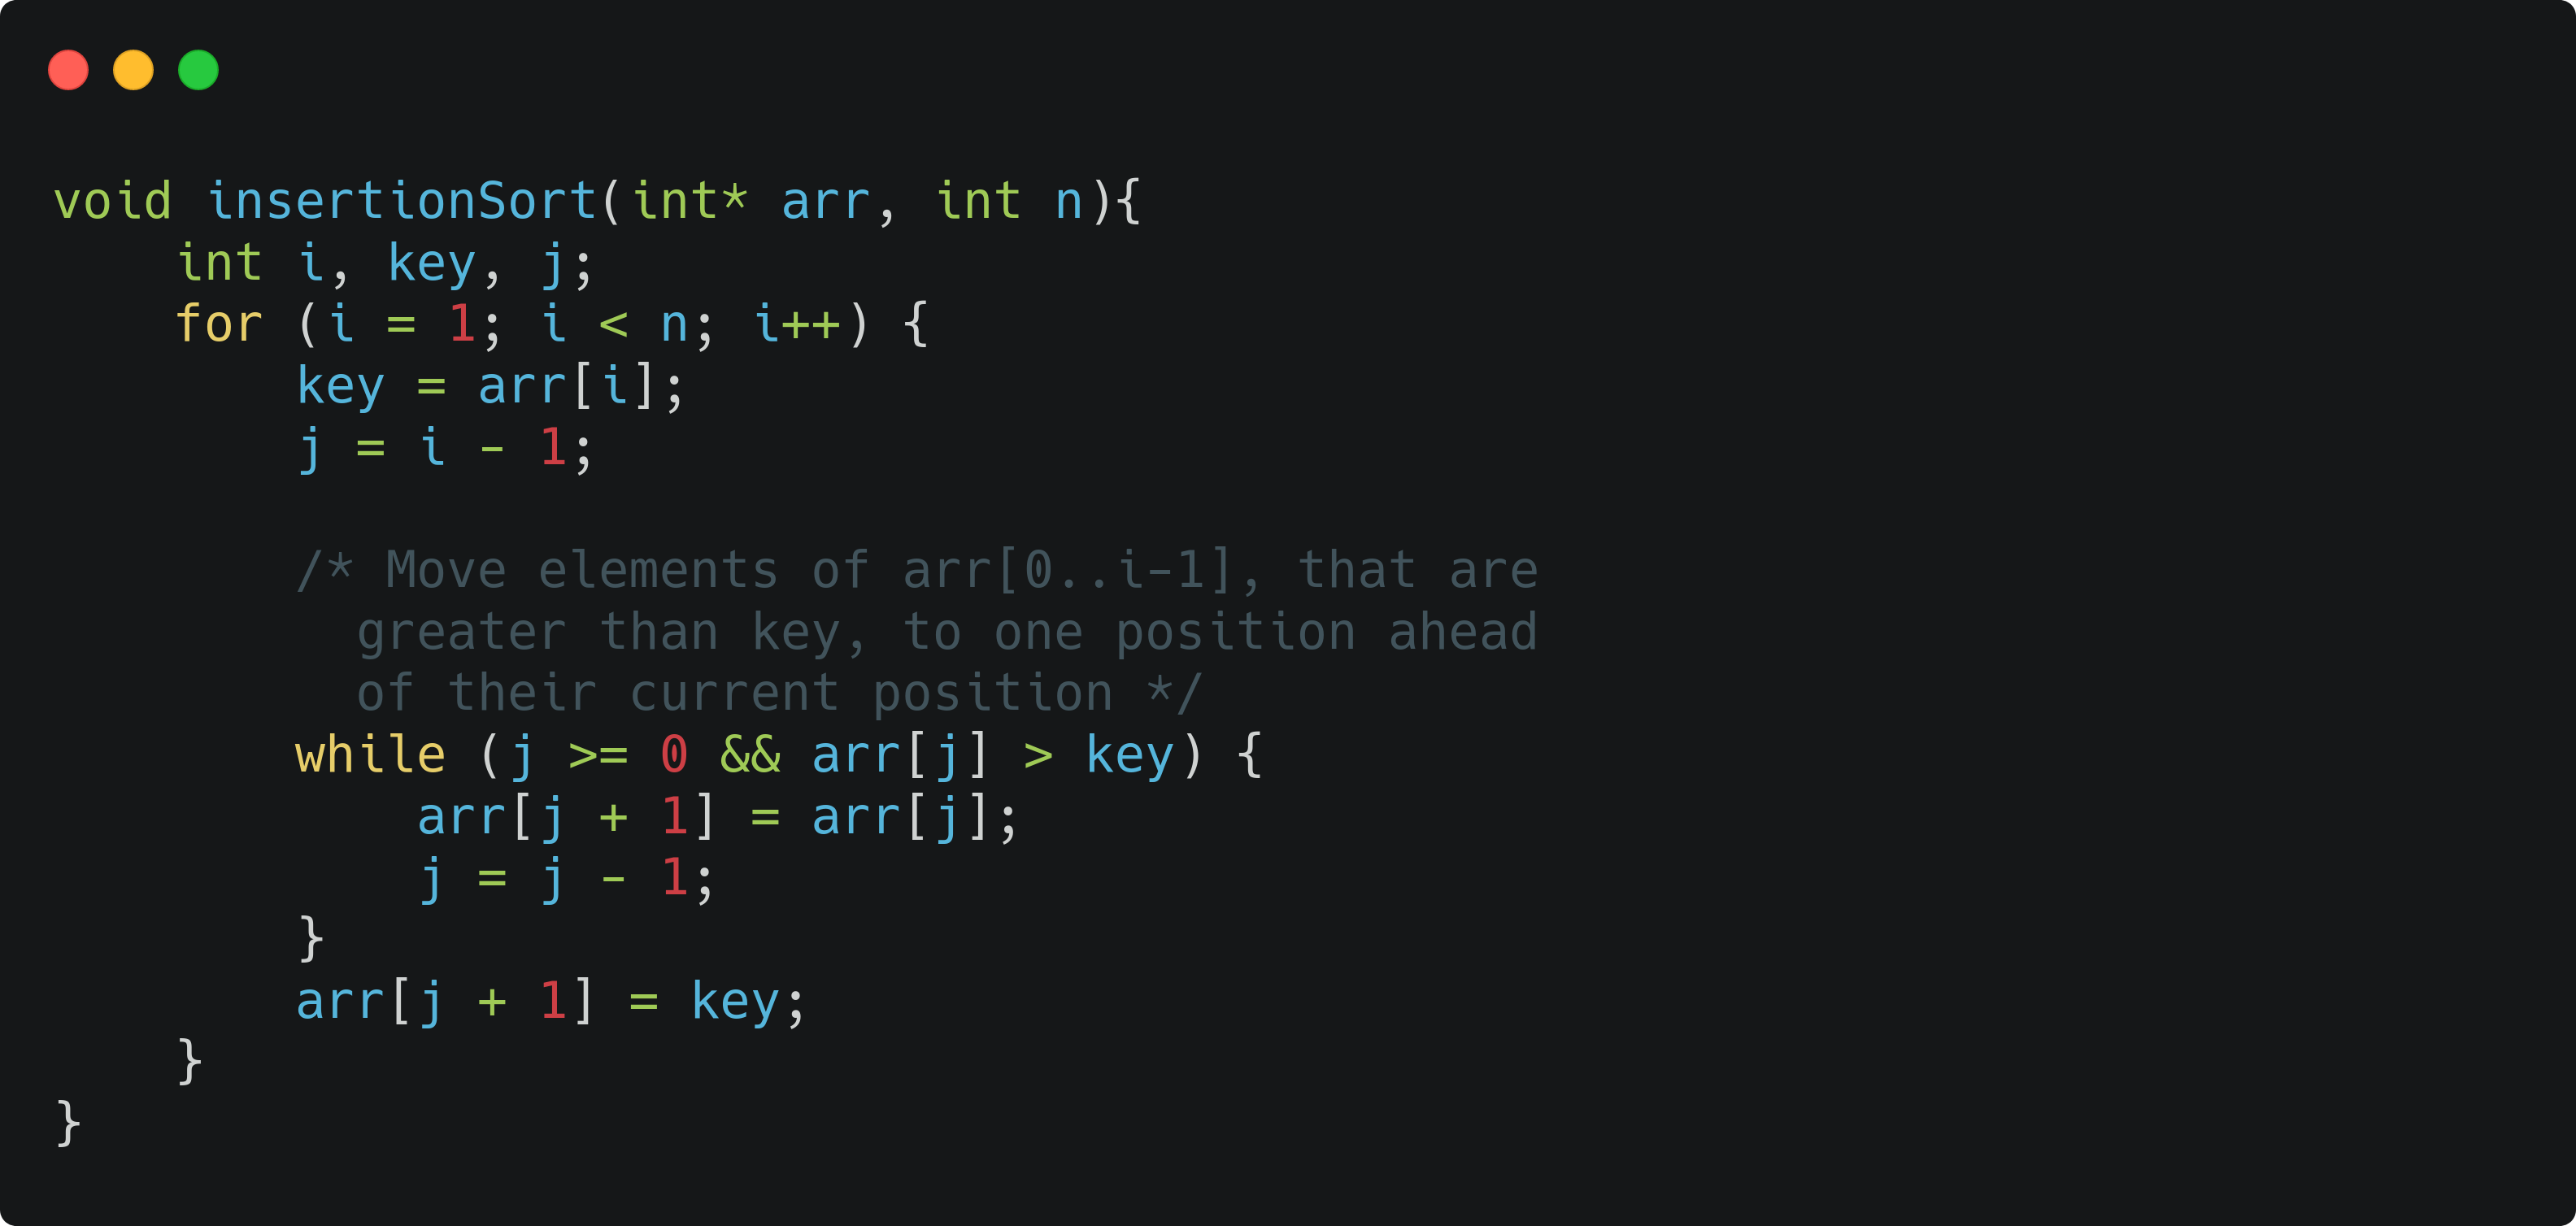 void insertionSort(int* arr, int n){
    int i, key, j;
    for (i = 1; i < n; i++) {
        key = arr[i];
        j = i - 1;

        /* Move elements of arr[0..i-1], that are
          greater than key, to one position ahead
          of their current position */
        while (j >= 0 && arr[j] > key) {
            arr[j + 1] = arr[j];
            j = j - 1;
        }
        arr[j + 1] = key;
    }
}